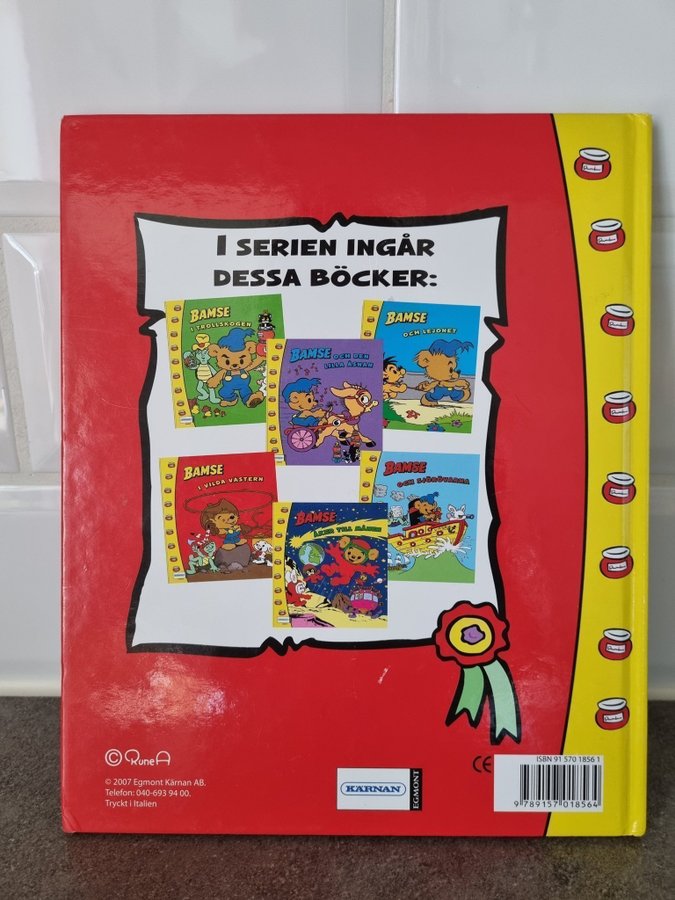 I SERIEN INGÅR
DESSA BÖCKER:
BAMSE
I TROLLSKOGEN
BAMSE
OCH LEJONET
BAMSE OCH DEN
LILLA ÅSNAN
BAMSE
I VILDA VÄSTERN
BAMSE
OCH SJÖRÖVARNA
BAMSE
ÅKER TILL MÅNEN
© Rune A
© 2007 Egmont Kärnan AB.
Telefon: 040-693 94 00.
Tryckt i Italien
KÄRNAN
EGMONT
CE
ISBN 91 570 1856 1
9 789157 018564